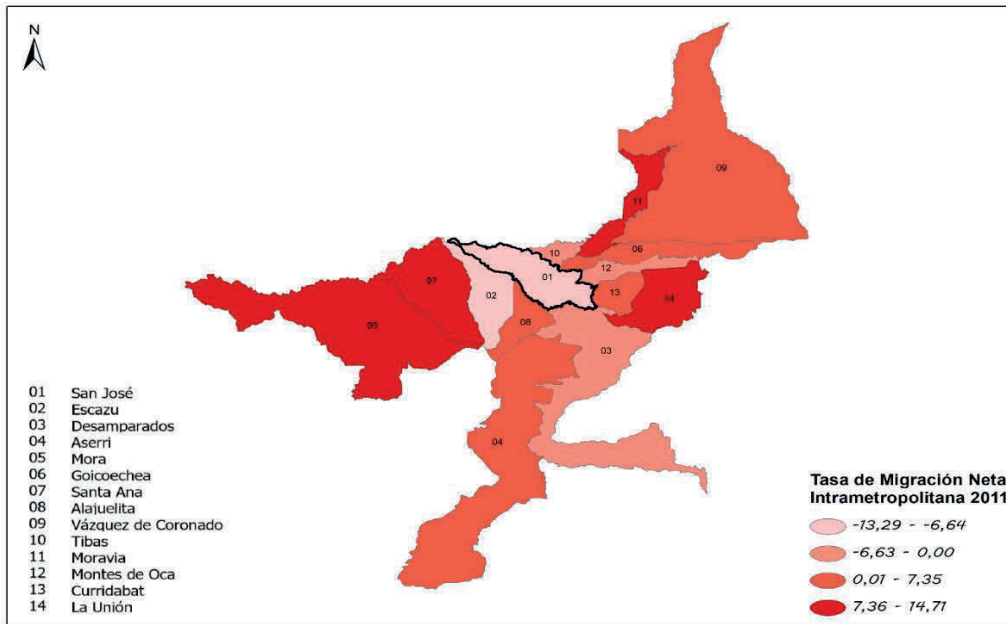 N
09
11
06
10
12
01
07
13
14
02
05
08
03
04
01 San José
02 Escazu
03 Desamparados
04 Aserri
05 Mora
06 Goicoechea
07 Santa Ana
08 Alajuelita
09 Vázquez de Coronado
10 Tibas
11 Moravia
12 Montes de Oca
13 Curridabat
14 La Unión
Tasa de Migración Neta
Intrametropolitana 2011
-13,29 - -6,64
-6,63 - 0,00
0,01 - 7,35
7,36 - 14,71